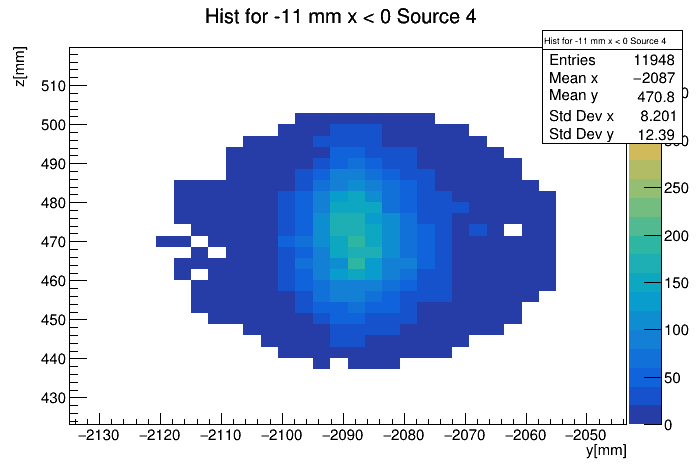 Hist for -11 mm x < 0 Source 4
z[mm]
Hist for -11 mm x < 0 Source 4
Entries 11948
Mean x −2087
Mean y 470.8
Std Dev x 8.201
Std Dev y 12.39
510
500
490
480
470
460
450
440
430
250
200
150
100
50
0
−2130 −2120 −2110 −2100 −2090 −2080 −2070 −2060 −2050
y[mm]